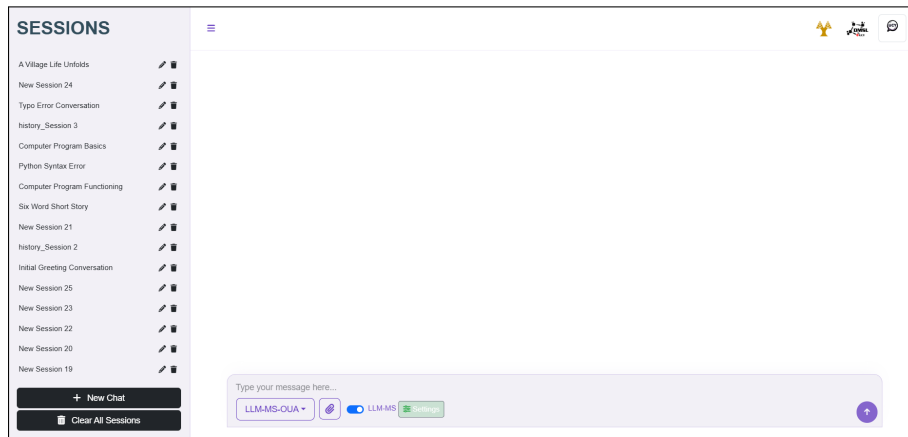 SESSIONS
A Village Life Unfolds
New Session 24
Typo Error Conversation
history_Session 3
Computer Program Basics
Python Syntax Error
Computer Program Functioning
Six Word Short Story
New Session 21
history_Session 2
Initial Greeting Conversation
New Session 25
New Session 23
New Session 22
New Session 20
New Session 19
+ New Chat
Clear All Sessions
DMSL
Type your message here...
LLM-MS-OUA
LLM-MS
Settings